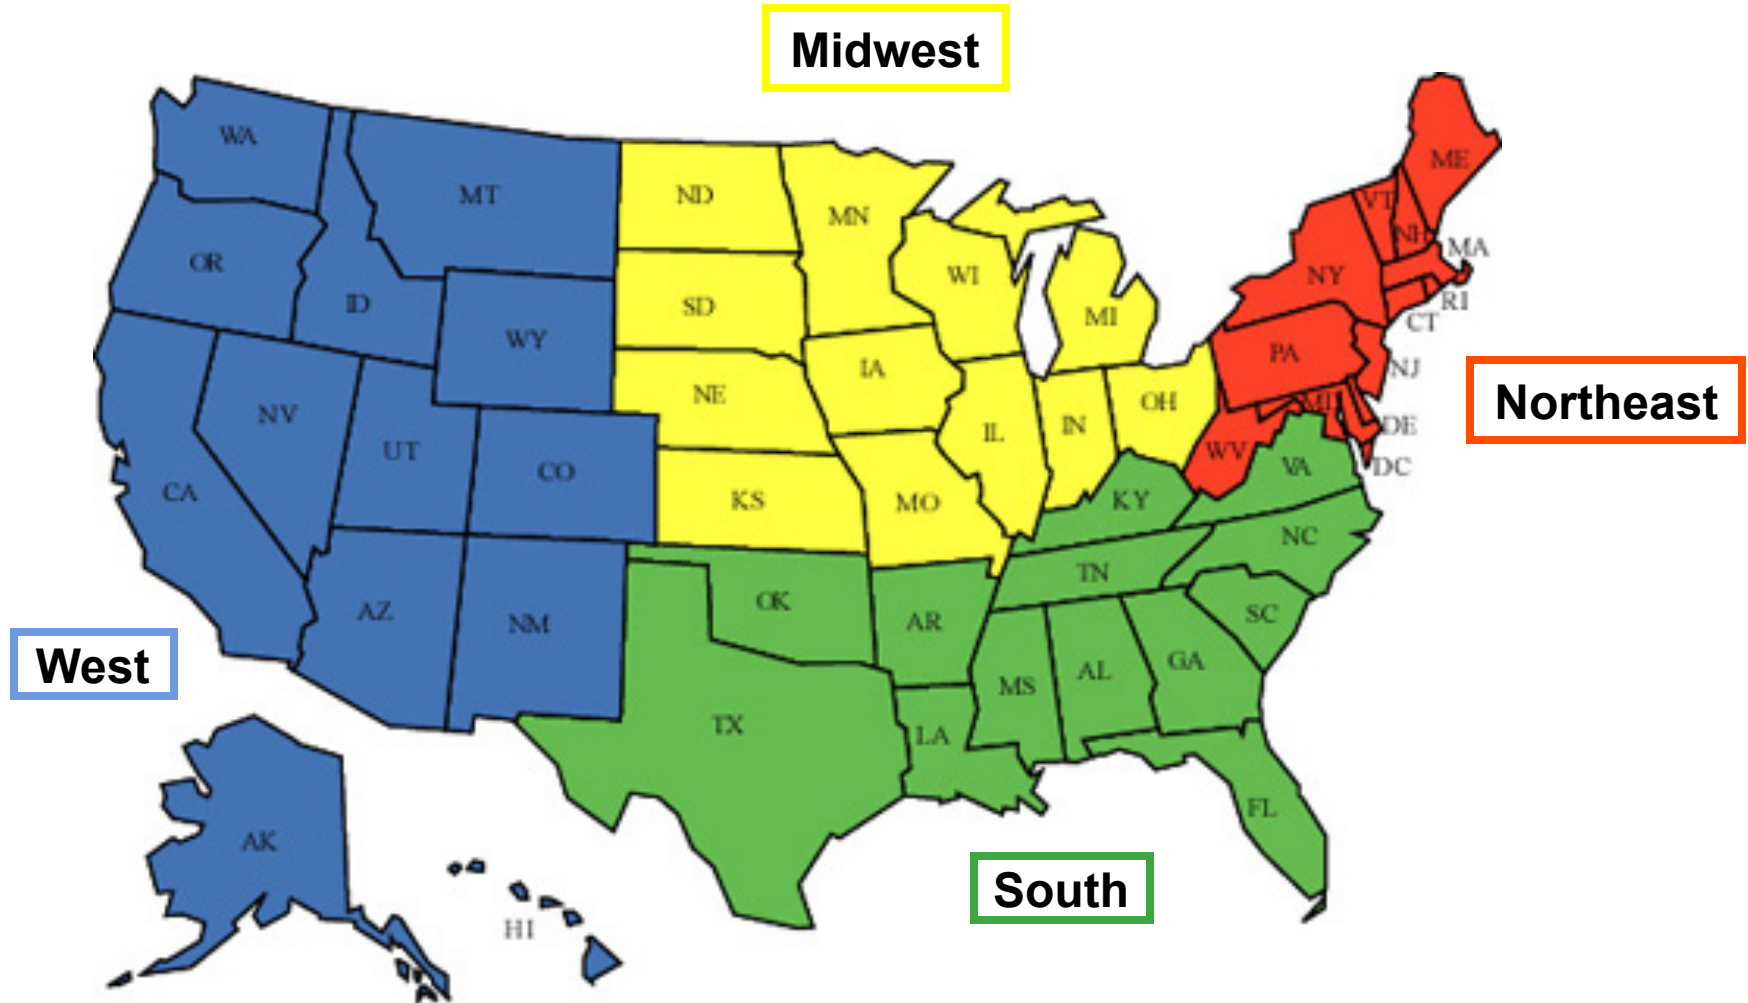 Midwest
WA
MT
ND
MN
ME
VT
NH
MA
OR
ID
WY
SD
WI
MI
NY
RI
CT
NV
UT
CO
NE
IA
IL
IN
OH
PA
NJ
Northeast
CA
KS
MO
KY
WV
VA
MD
DE
DC
AZ
NM
OK
AR
TN
NC
SC
West
TX
LA
MS
AL
GA
FL
AK
HI
South